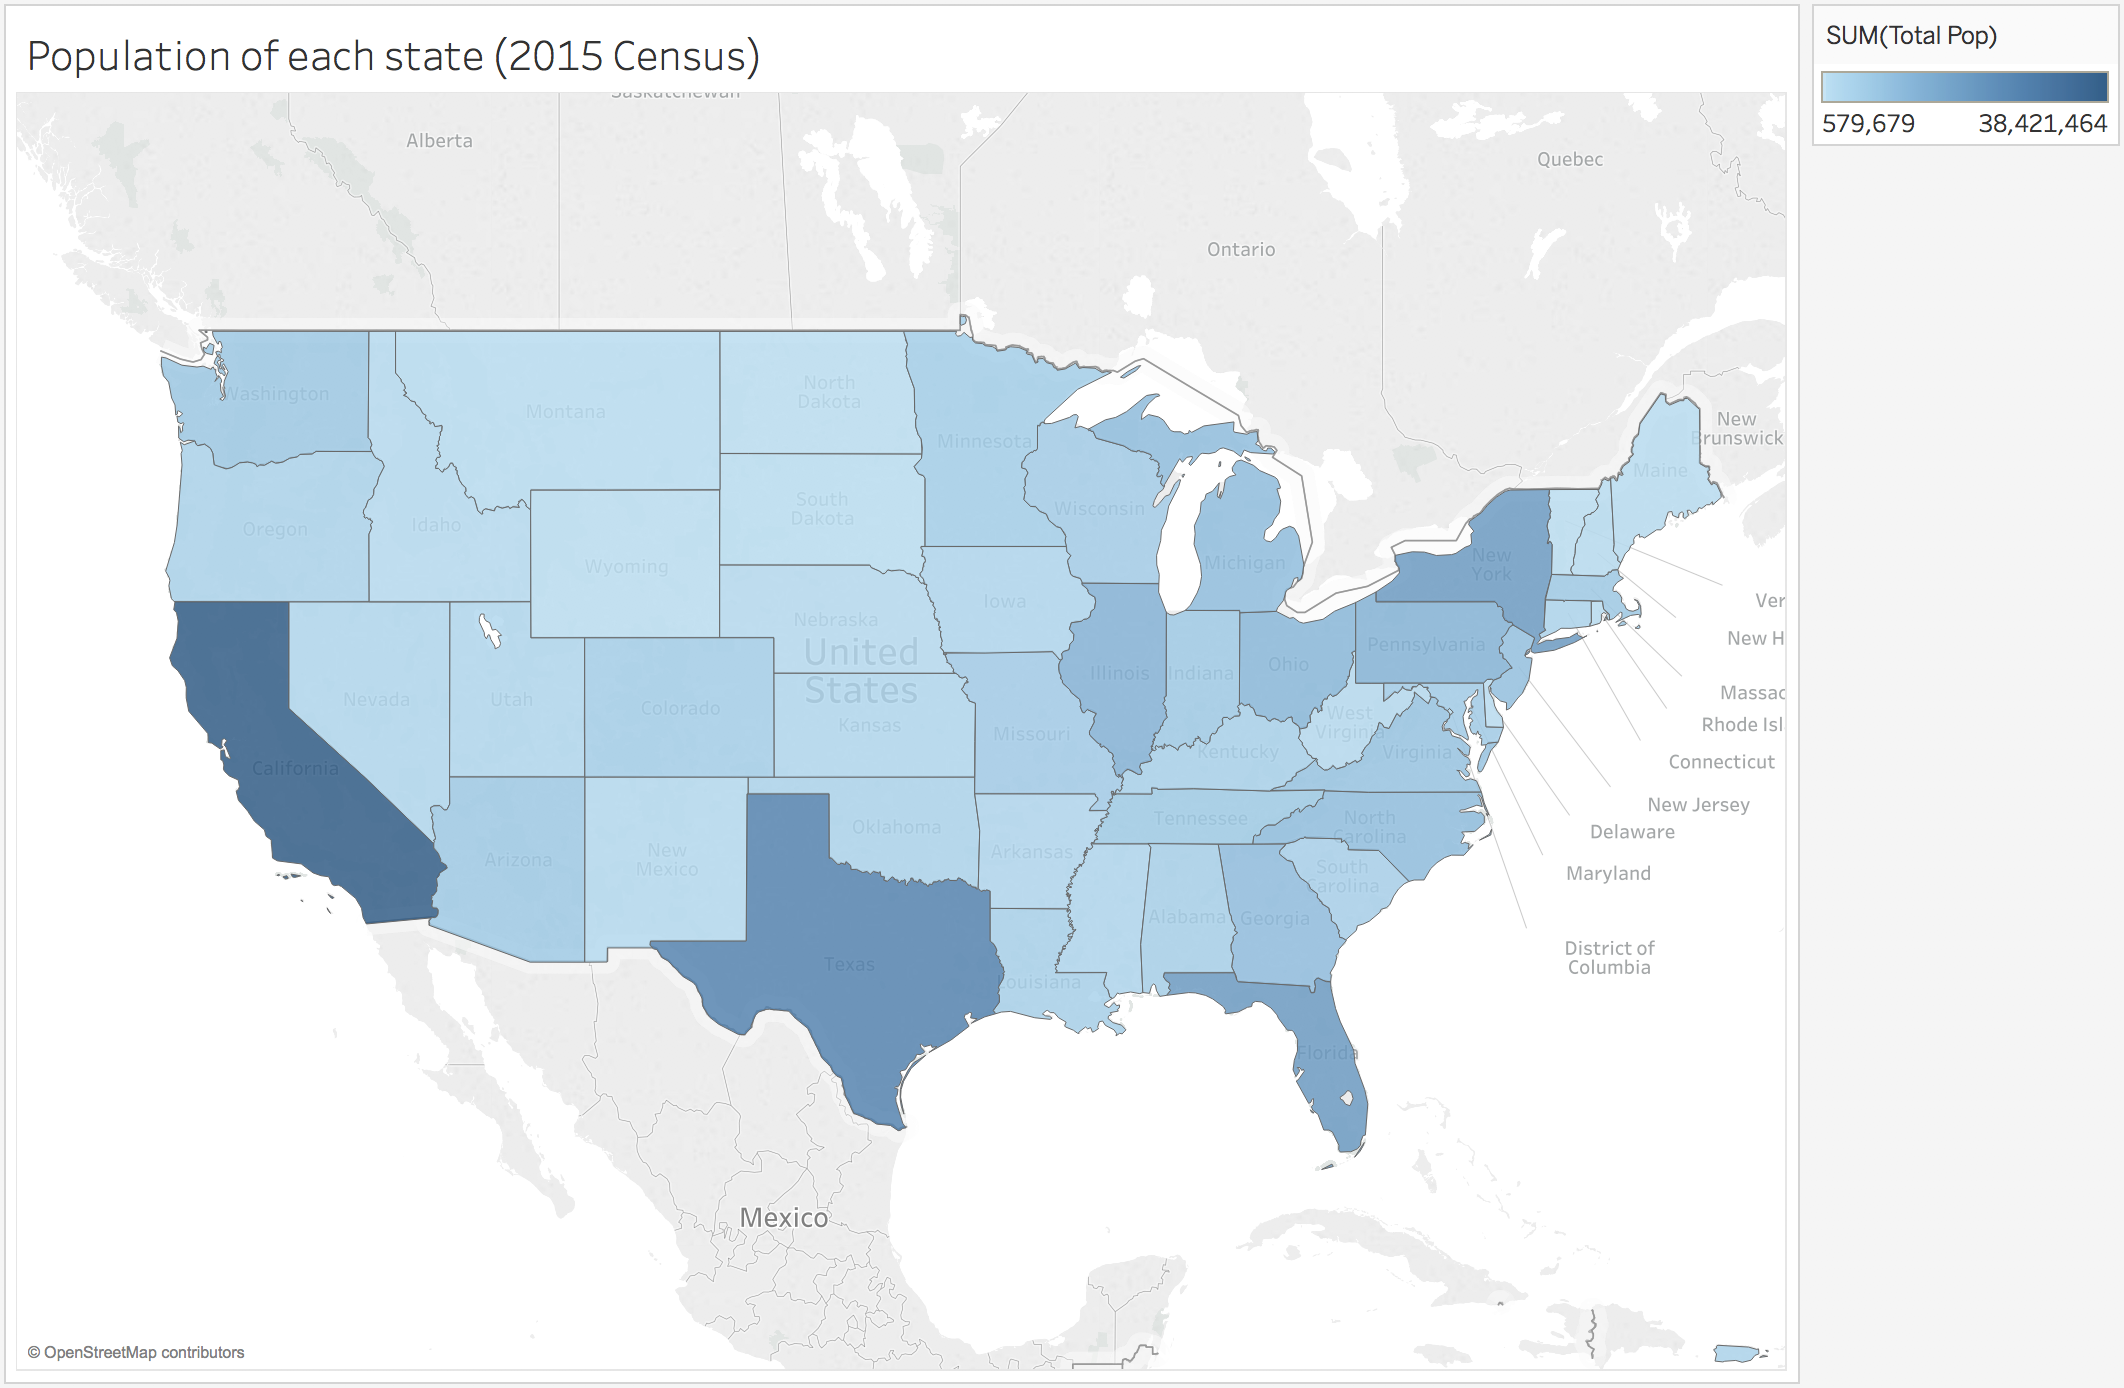 Population of each state (2015 Census)
SUM(Total Pop)
579,679 38,421,464
Saskatchewan
Alberta
Quebec
Ontario
New
Brunswick
Washington
Montana
North
Dakota
Minnesota
Maine
Oregon
Idaho
South
Dakota
Wisconsin
Michigan
New
York
Wyoming
Iowa
Nebraska
United
States
Nevada
Utah
Colorado
Kansas
Missouri
Illinois
Indiana
Ohio
Pennsylvania
West
Virginia
Virginia
Kentucky
Ver
New H
Massac
Rhode Isl
Connecticut
New Jersey
Delaware
Maryland
District of
Columbia
California
Arizona
New
Mexico
Oklahoma
Arkansas
Tennessee
North
Carolina
South
Carolina
Texas
Louisiana
Alabama
Georgia
Florida
Mexico
© OpenStreetMap contributors